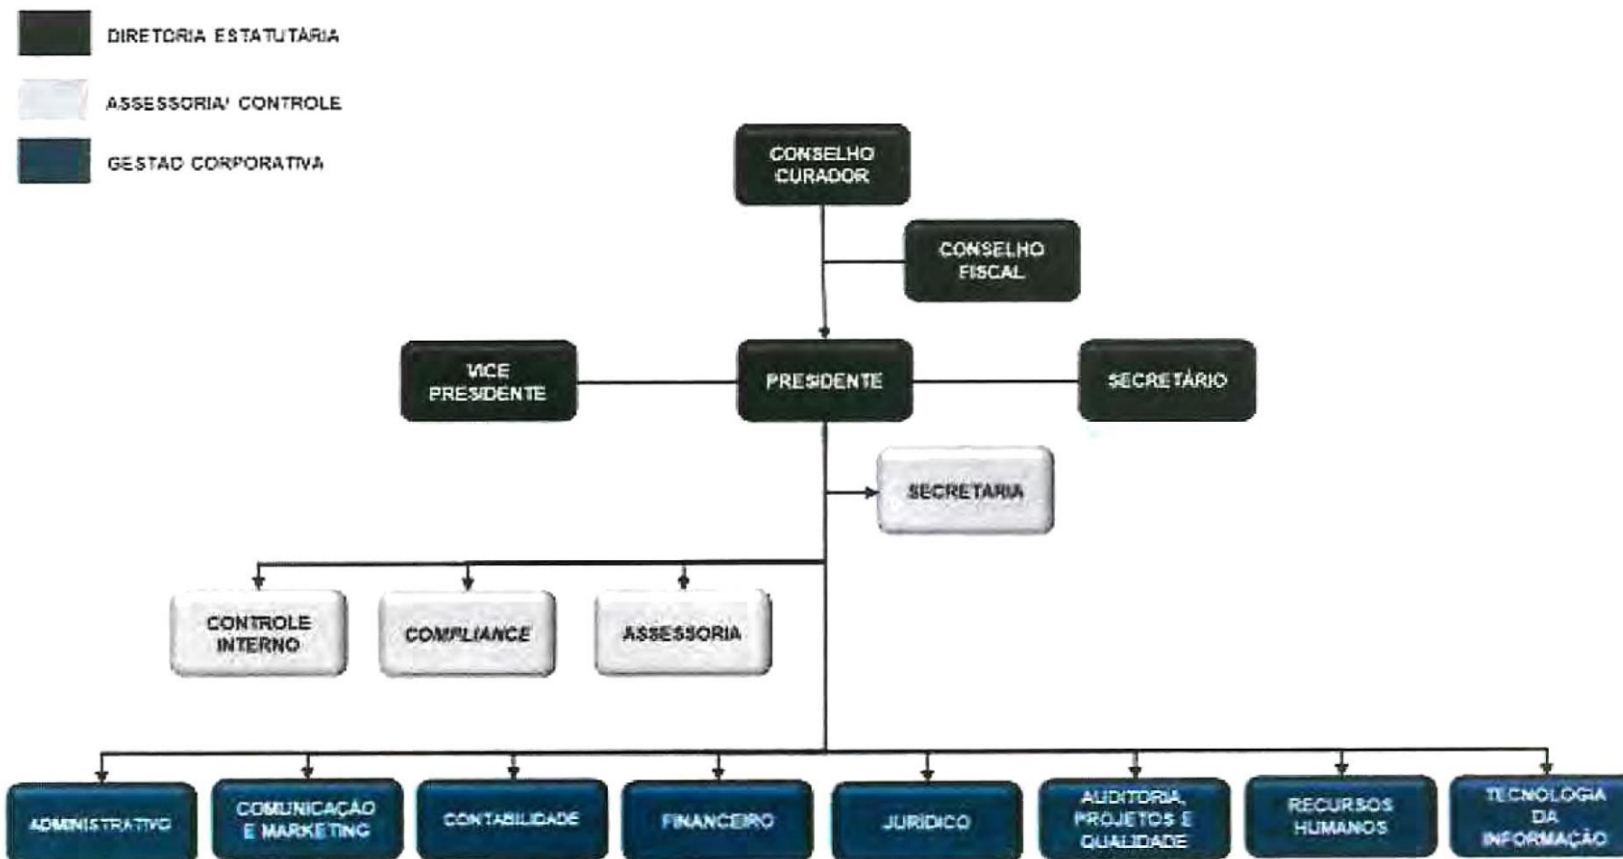 DIRETORIA ESTATUTÁRIA
ASSESSORIA/ CONTROLE
GESTAO CORPORATIVA
CONSELHO
CURADOR
CONSELHO
FISCAL
VICE
PRESIDENTE
PRESIDENTE
SECRETÁRIO
SECRETARIA
CONTROLE
INTERNO
COMPLIANCE
ASSESSORIA
ADMINISTRATIVO
COMUNICAÇÃO
E MARKETING
CONTABILIDADE
FINANCEIRO
JURÍDICO
AUDITORIA,
PROJETOS E
QUALIDADE
RECURSOS
HUMANOS
TECNOLOGIA
DA
INFORMAÇÃO